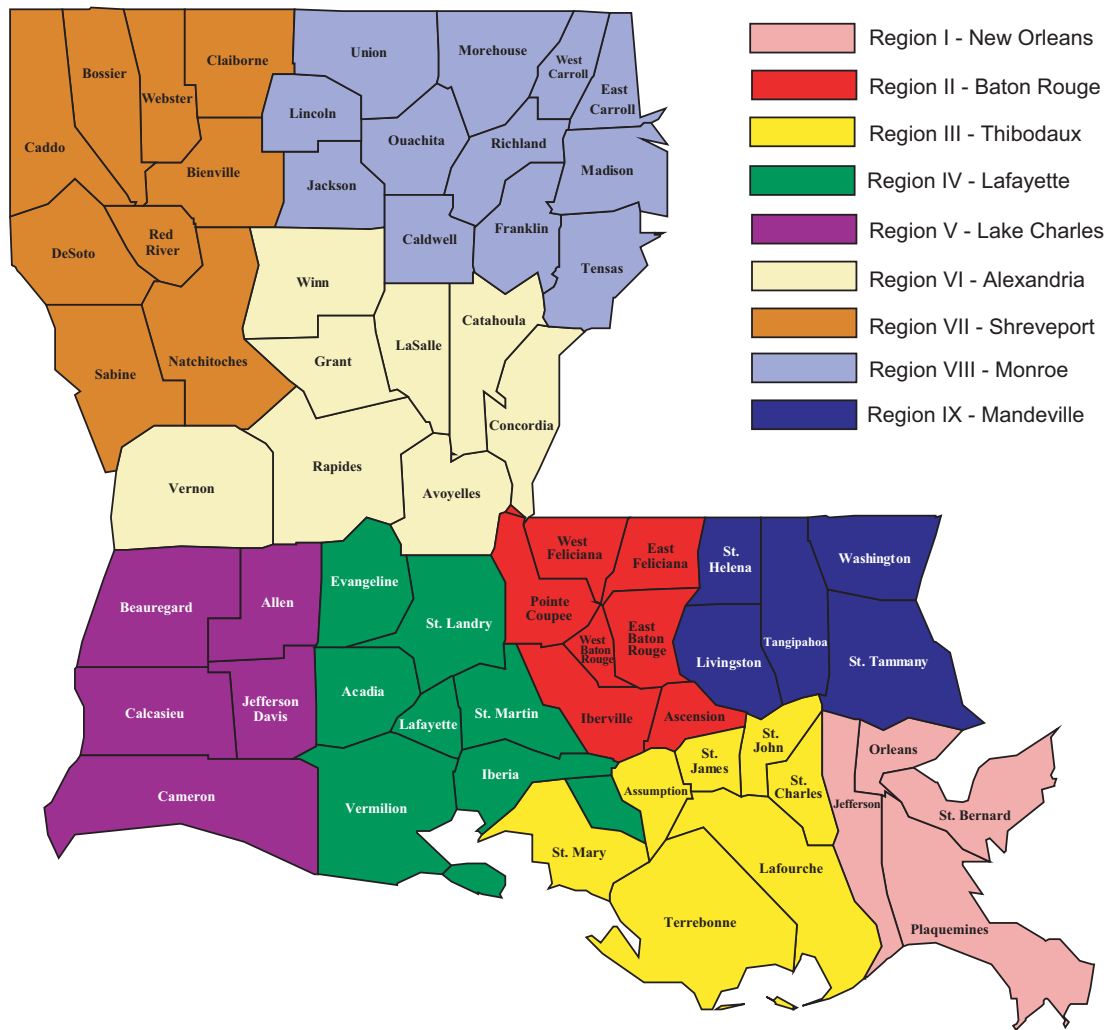 Region I - New Orleans
Region II - Baton Rouge
Region III - Thibodaux
Region IV - Lafayette
Region V - Lake Charles
Region VI - Alexandria
Region VII - Shreveport
Region VIII - Monroe
Region IX - Mandeville
Caddo
Bossier
Webster
Claiborne
Bienville
DeSoto
Red
River
Sabine
Natchitoches
Union
Lincoln
Jackson
Morehouse
Ouachita
West
Carroll
East
Carroll
Richland
Madison
Caldwell
Franklin
Tensas
Winn
Grant
LaSalle
Catahoula
Concordia
Vernon
Rapides
Avoyelles
Beauregard
Allen
Calcasieu
Jefferson
Davis
Cameron
Evangeline
St. Landry
Acadia
Lafayette
St. Martin
Iberia
Vermilion
West
Feliciana
East
Feliciana
Pointe
Coupee
West
Baton
Rouge
East
Baton
Rouge
Iberville
Ascension
St.
Helena
Tangipahoa
Washington
Livingston
St. Tammany
St.
John
St.
James
St.
Charles
Assumption
St. Mary
Lafourche
Terrebonne
Orleans
Jefferson
St. Bernard
Plaquemines